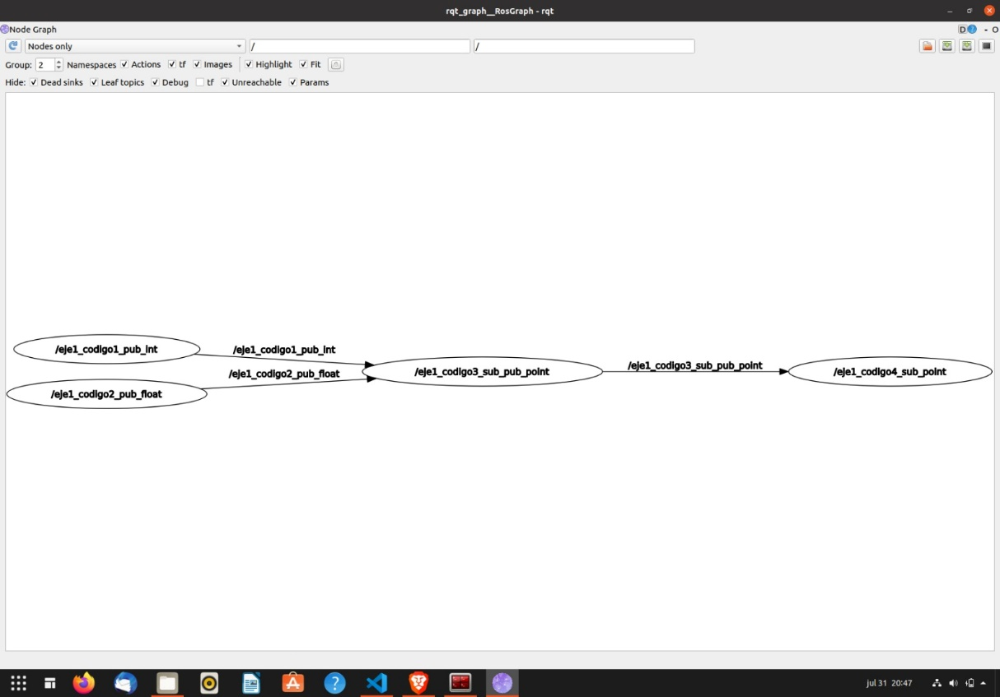 rqt_graph__RosGraph - rqt
Node Graph
D - O
Nodes only / /
Group: 2 Namespaces Actions tf Images Highlight Fit
Hide: Dead sinks Leaf topics Debug tf Unreachable Params
/eje1_codigo1_pub_int
/eje1_codigo1_pub_int
/eje1_codigo2_pub_float
/eje1_codigo2_pub_float
/eje1_codigo3_sub_pub_point
/eje1_codigo3_sub_pub_point
/eje1_codigo4_sub_point
jul 31 20:47